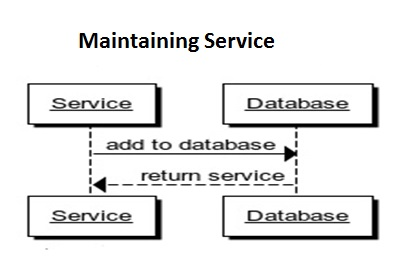 Maintaining Service
Service Database
add to database
return service
Service Database